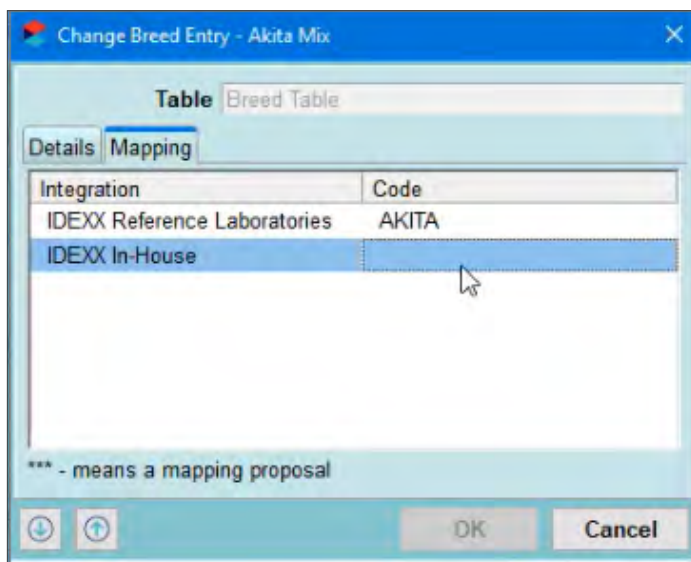 Change Breed Entry - Akita Mix
Table Breed Table
Details Mapping
Integration Code
IDEXX Reference Laboratories AKITA
IDEXX In-House
*** - means a mapping proposal
OK Cancel